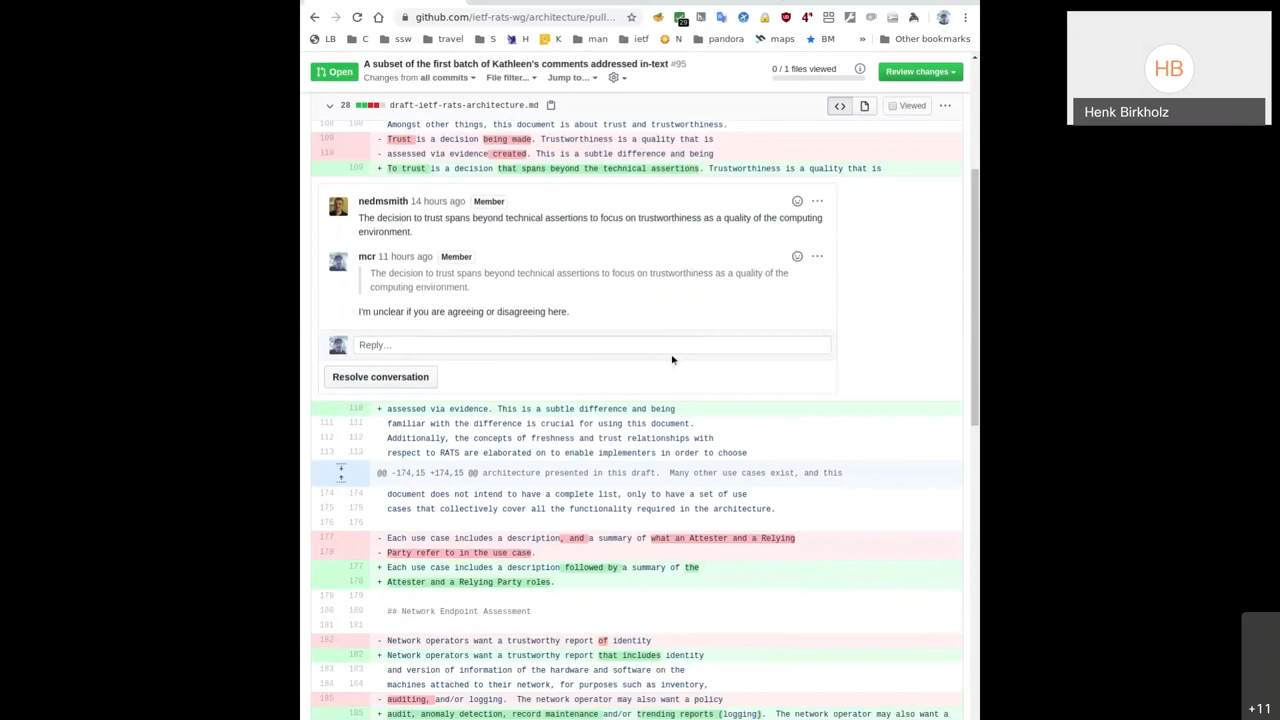 github.com/ietf-rats-wg/architecture/pull...
29
LB C ssw travel S H K man ietf N pandora maps BM » Other bookmarks
A subset of the first batch of Kathleen's comments addressed in-text #95
Open
Changes from all commits File filter... Jump to...
0 / 1 files viewed
Review changes
28 draft-ietf-rats-architecture.md
Viewed
108 108 Amongst other things, this document is about trust and trustworthiness.
109 - Trust is a decision being made. Trustworthiness is a quality that is
110 - assessed via evidence created. This is a subtle difference and being
109 + To trust is a decision that spans beyond the technical assertions. Trustworthiness is a quality that is
nedmsmith 14 hours ago Member
The decision to trust spans beyond technical assertions to focus on trustworthiness as a quality of the computing
environment.
mcr 11 hours ago Member
The decision to trust spans beyond technical assertions to focus on trustworthiness as a quality of the
computing environment.
I'm unclear if you are agreeing or disagreeing here.
Reply...
Resolve conversation
110 + assessed via evidence. This is a subtle difference and being
111 111 familiar with the difference is crucial for using this document.
112 112 Additionally, the concepts of freshness and trust relationships with
113 113 respect to RATS are elaborated on to enable implementers in order to choose
@@ -174,15 +174,15 @@ architecture presented in this draft. Many other use cases exist, and this
174 174 document does not intend to have a complete list, only to have a set of use
175 175 cases that collectively cover all the functionality required in the architecture.
176 176
177 - Each use case includes a description, and a summary of what an Attester and a Relying
178 - Party refer to in the use case.
177 + Each use case includes a description followed by a summary of the
178 + Attester and a Relying Party roles.
179 179
180 180 ## Network Endpoint Assessment
181 181
182 - Network operators want a trustworthy report of identity
182 + Network operators want a trustworthy report that includes identity
183 183 and version of information of the hardware and software on the
184 184 machines attached to their network, for purposes such as inventory,
185 - auditing, and/or logging. The network operator may also want a policy
185 + audit, anomaly detection, record maintenance and/or trending reports (logging). The network operator may also want a
HB
Henk Birkholz
+11